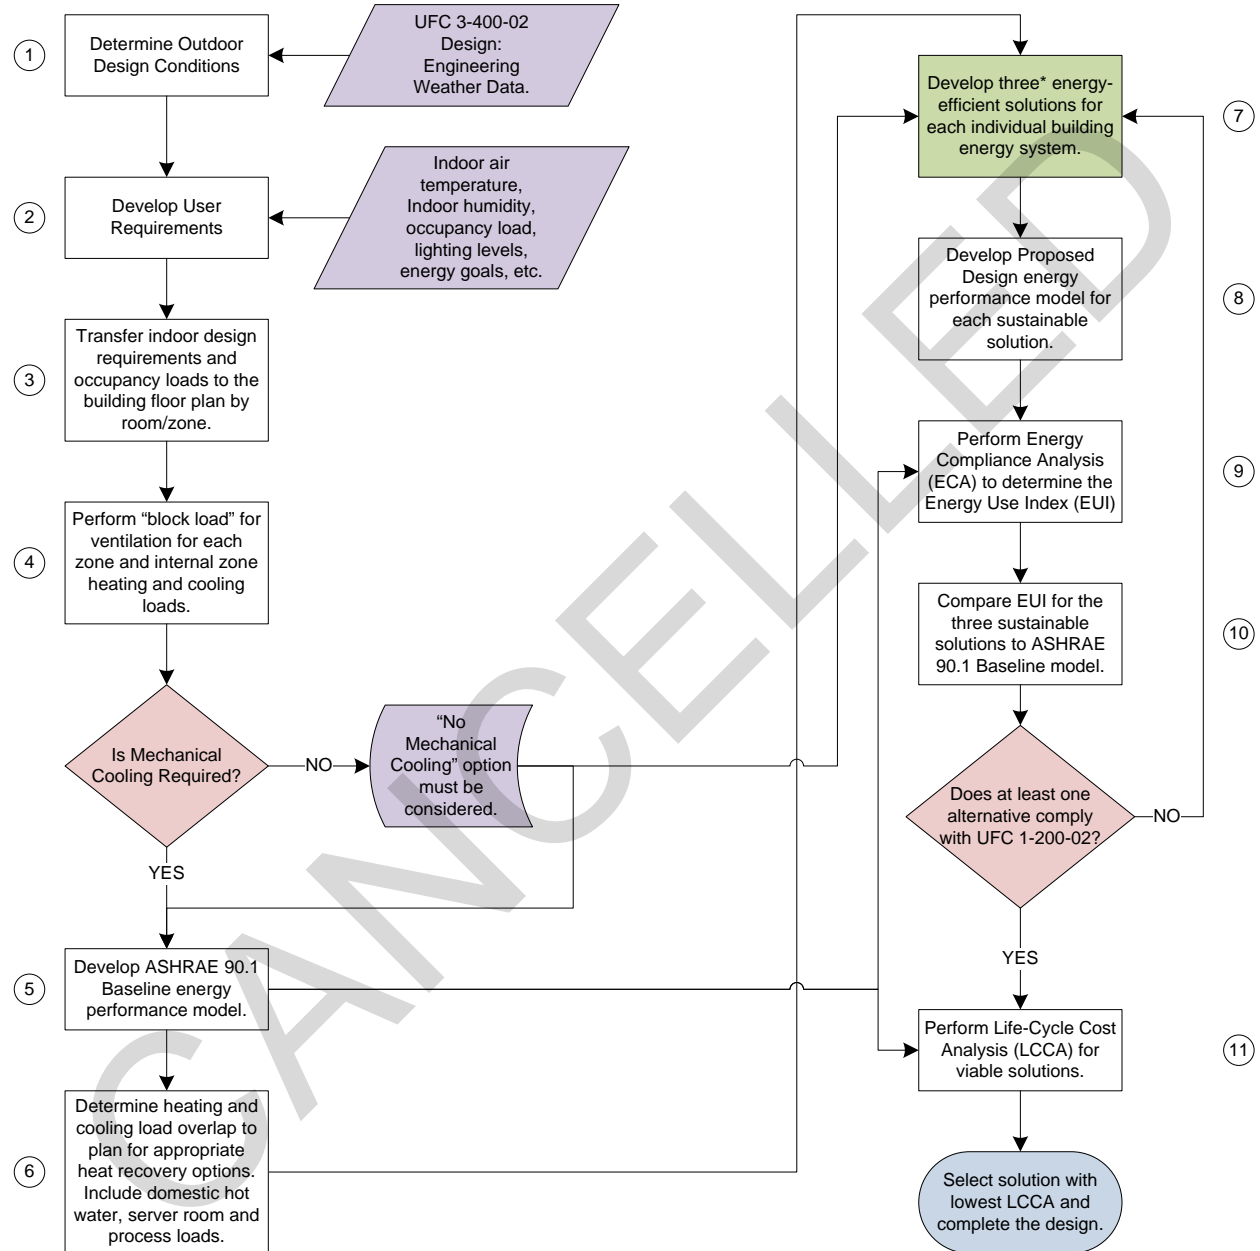 1
Determine Outdoor
Design Conditions
UFC 3-400-02
Design:
Engineering
Weather Data.
2
Develop User
Requirements
Indoor air
temperature,
Indoor humidity,
occupancy load,
lighting levels,
energy goals, etc.
3
Transfer indoor design
requirements and
occupancy loads to the
building floor plan by
room/zone.
4
Perform “block load” for
ventilation for each
zone and internal zone
heating and cooling
loads.
Is Mechanical
Cooling Required?
NO
“No
Mechanical
Cooling” option
must be
considered.
YES
5
Develop ASHRAE 90.1
Baseline energy
performance model.
6
Determine heating and
cooling load overlap to
plan for appropriate
heat recovery options.
Include domestic hot
water, server room and
process loads.
Develop three* energy-
efficient solutions for
each individual building
energy system.
7
Develop Proposed
Design energy
performance model for
each sustainable
solution.
8
Perform Energy
Compliance Analysis
(ECA) to determine the
Energy Use Index (EUI)
9
Compare EUI for the
three sustainable
solutions to ASHRAE
90.1 Baseline model.
10
Does at least one
alternative comply
with UFC 1-200-02?
NO
YES
Perform Life-Cycle Cost
Analysis (LCCA) for
viable solutions.
11
Select solution with
lowest LCCA and
complete the design.
CANCELLED